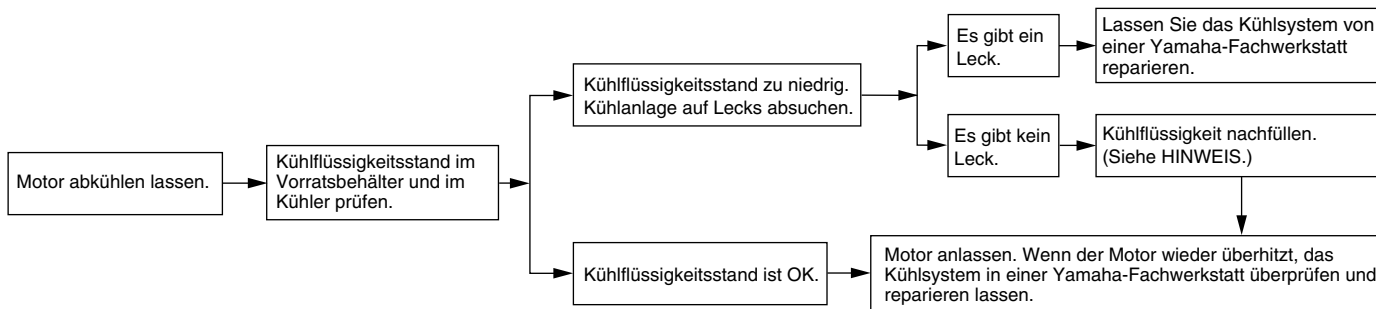 Motor abkühlen lassen.
Kühlflüssigkeitsstand im
Vorratsbehälter und im
Kühler prüfen.
Kühlflüssigkeitsstand zu niedrig.
Kühlanlage auf Lecks absuchen.
Es gibt ein
Leck.
Lassen Sie das Kühlsystem von
einer Yamaha-Fachwerkstatt
reparieren.
Es gibt kein
Leck.
Kühlflüssigkeit nachfüllen.
(Siehe HINWEIS.)
Kühlflüssigkeitsstand ist OK.
Motor anlassen. Wenn der Motor wieder überhitzt, das
Kühlsystem in einer Yamaha-Fachwerkstatt überprüfen und
reparieren lassen.